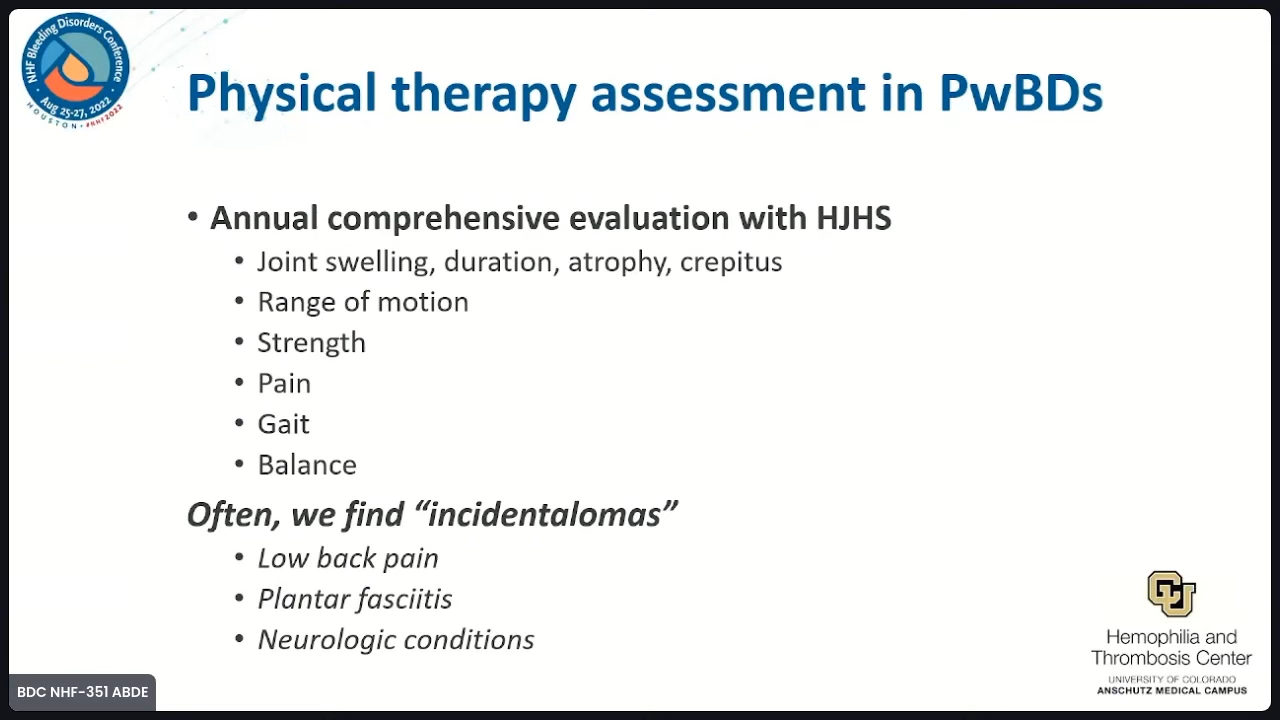 NHF Bleeding Disorders Conference
Aug 25-27, 2022
HOUSTON • #NHF2022
Physical therapy assessment in PwBDs
• Annual comprehensive evaluation with HJHS
• Joint swelling, duration, atrophy, crepitus
• Range of motion
• Strength
• Pain
• Gait
• Balance
Often, we find “incidentalomas”
• Low back pain
• Plantar fasciitis
• Neurologic conditions
CU
Hemophilia and
Thrombosis Center
UNIVERSITY OF COLORADO
ANSCHUTZ MEDICAL CAMPUS
BDC NHF-351 ABDE